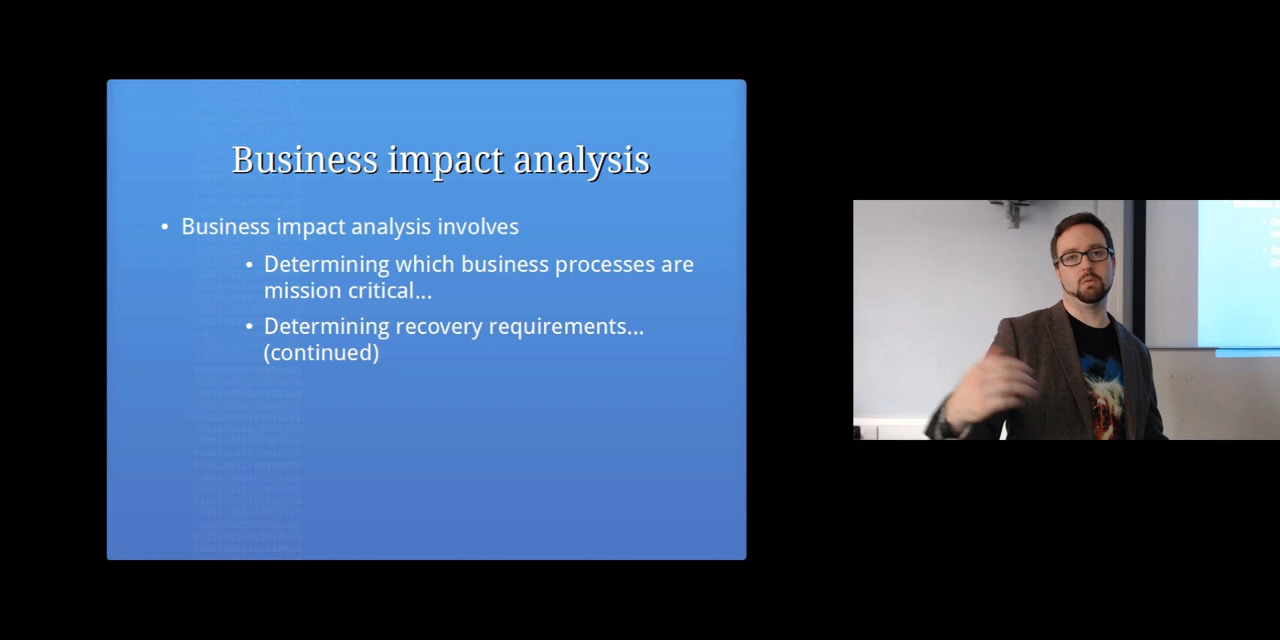 Business impact analysis
• Business impact analysis involves
• Determining which business processes are
mission critical...
• Determining recovery requirements...
(continued)